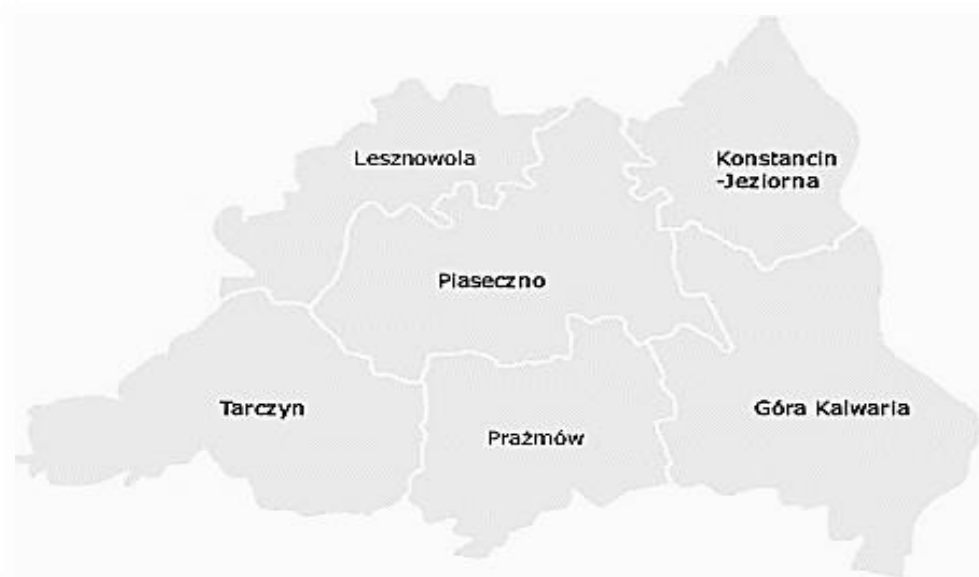 Lesznowola
Konstancin
-Jeziorna
Piaseczno
Tarczyn
Góra Kalwaria
Prażmów